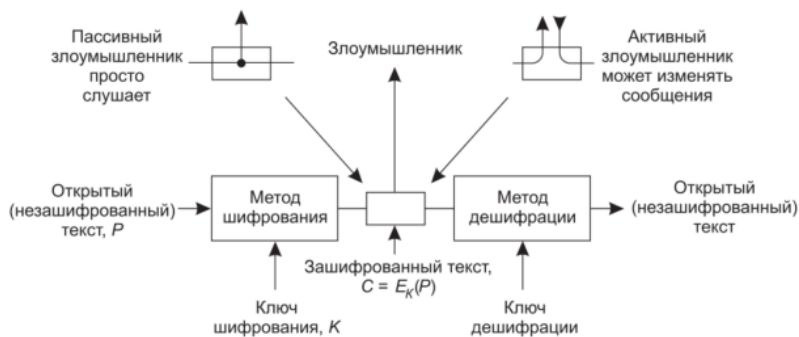 Пассивный
злоумышленник
просто
слушает
Злоумышленник
Активный
злоумышленник
может изменять
сообщения
Открытый
(незашифрованный)
текст, P
Метод
шифрования
Метод
дешифрации
Открытый
(незашифрованный)
текст
Зашифрованный текст,
C = E_K(P)
Ключ
шифрования, K
Ключ
дешифрации